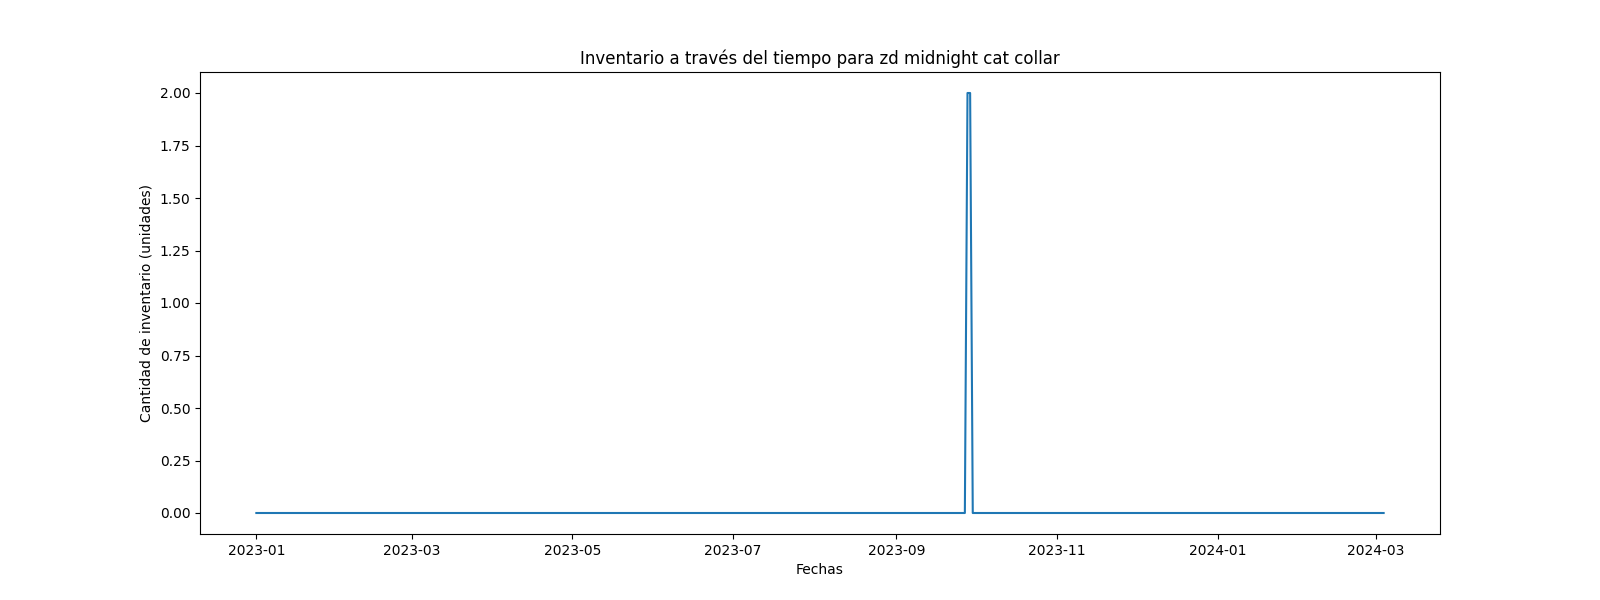 Inventario a través del tiempo para zd midnight cat collar
Cantidad de inventario (unidades)
2.00
1.75
1.50
1.25
1.00
0.75
0.50
0.25
0.00
2023-01 2023-03 2023-05 2023-07 2023-09 2023-11 2024-01 2024-03
Fechas